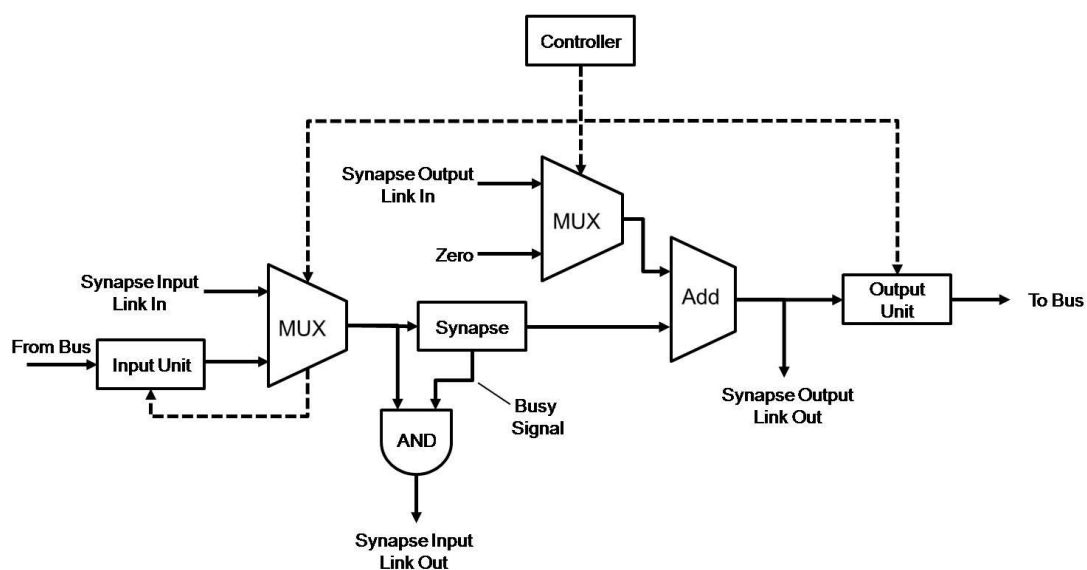 Controller
Synapse Output
Link In
MUX
Zero
Synapse Input
Link In
MUX
Add
Output
Unit
To Bus
Synapse
From Bus
Input Unit
Busy
Signal
Synapse Output
Link Out
AND
Synapse Input
Link Out